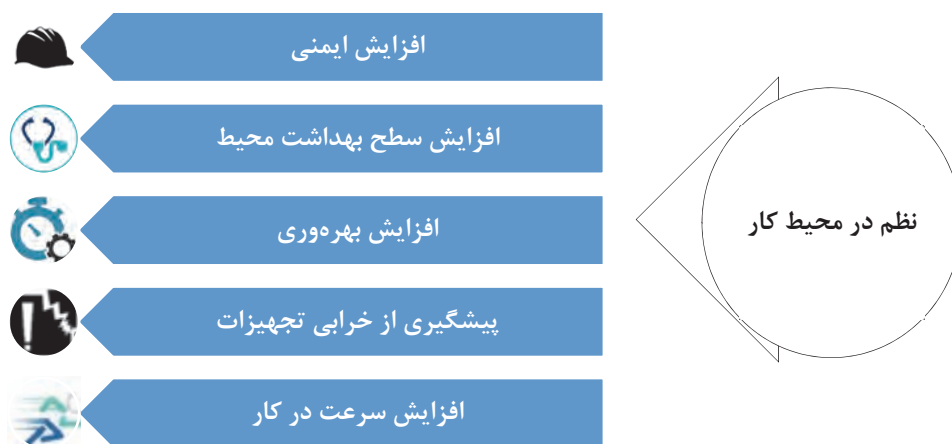 نظم در محیط کار
افزایش ایمنی
افزایش سطح بهداشت محیط
افزایش بهره‌وری
پیشگیری از خرابی تجهیزات
افزایش سرعت در کار